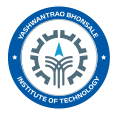 YASHWANTRAO BHONSALE
INSTITUTE OF TECHNOLOGY